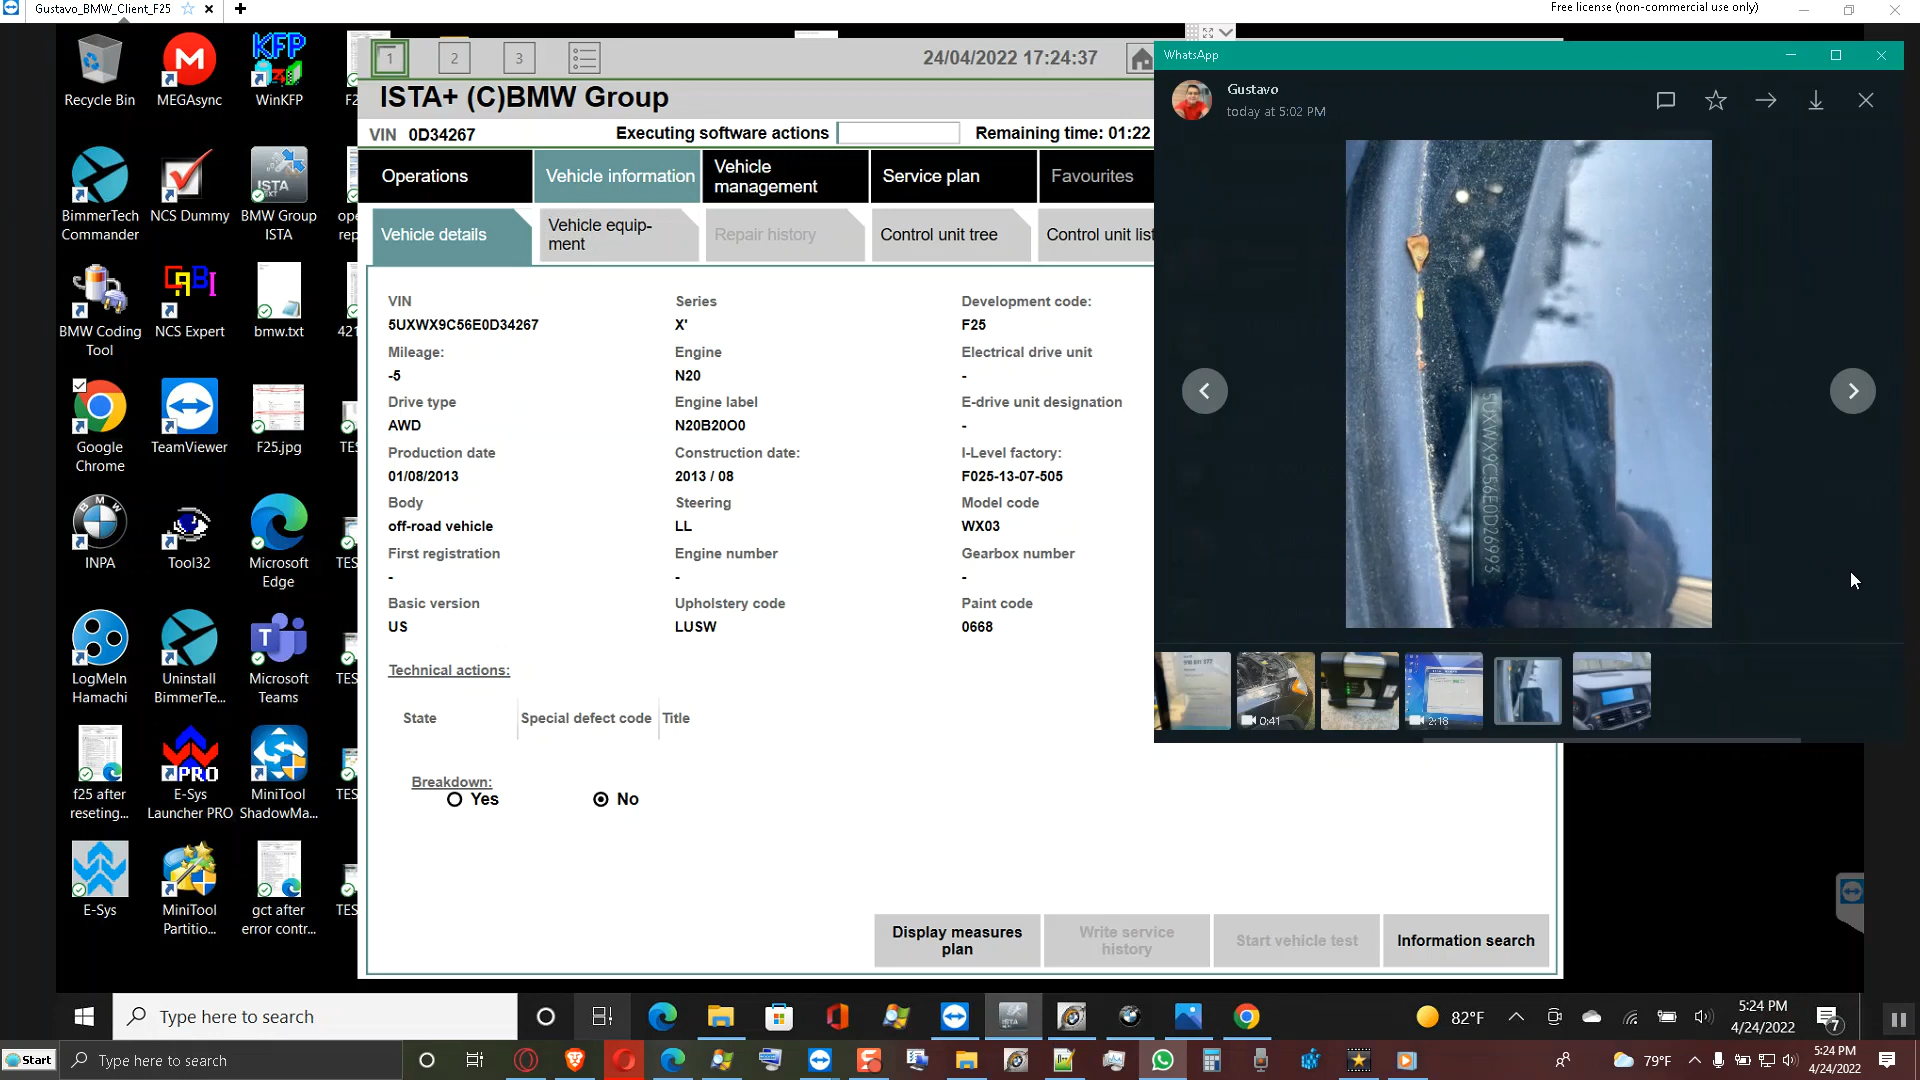 Gustavo_BMW_Client_F25
Free license (non-commercial use only)
Recycle Bin
MEGAsync
KFP
WinKFP
BimmerTech Commander
NCS Dummy
BMW Group ISTA
BMW Coding Tool
NCS Expert
bmw.txt
Google Chrome
TeamViewer
F25.jpg
INPA
Tool32
Microsoft Edge
LogMeIn Hamachi
Uninstall BimmerTe...
Microsoft Teams
f25 after reseting...
E-Sys Launcher PRO
MiniTool ShadowMa...
E-Sys
MiniTool Partitio...
gct after error contr...
1 2 3
24/04/2022 17:24:37
ISTA+ (C)BMW Group
VIN 0D34267
Executing software actions
Remaining time: 01:22
Operations
Vehicle information
Vehicle management
Service plan
Favourites
Vehicle details
Vehicle equip-
ment
Repair history
Control unit tree
Control unit list
VIN
5UXWX9C56E0D34267
Series
X'
Development code:
F25
Mileage:
-5
Engine
N20
Electrical drive unit
-
Drive type
AWD
Engine label
N20B20O0
E-drive unit designation
-
Production date
01/08/2013
Construction date:
2013 / 08
I-Level factory:
F025-13-07-505
Body
off-road vehicle
Steering
LL
Model code
WX03
First registration
-
Engine number
-
Gearbox number
-
Basic version
US
Upholstery code
LUSW
Paint code
0668
Technical actions:
State
Special defect code
Title
Breakdown:
Yes
No
Display measures plan
Write service history
Start vehicle test
Information search
WhatsApp
Gustavo
today at 5:02 PM
5UXWX9C56E0D26993
0:41
2:18
Type here to search
82°F
5:24 PM
4/24/2022
7
Start
Type here to search
79°F
5:24 PM
4/24/2022